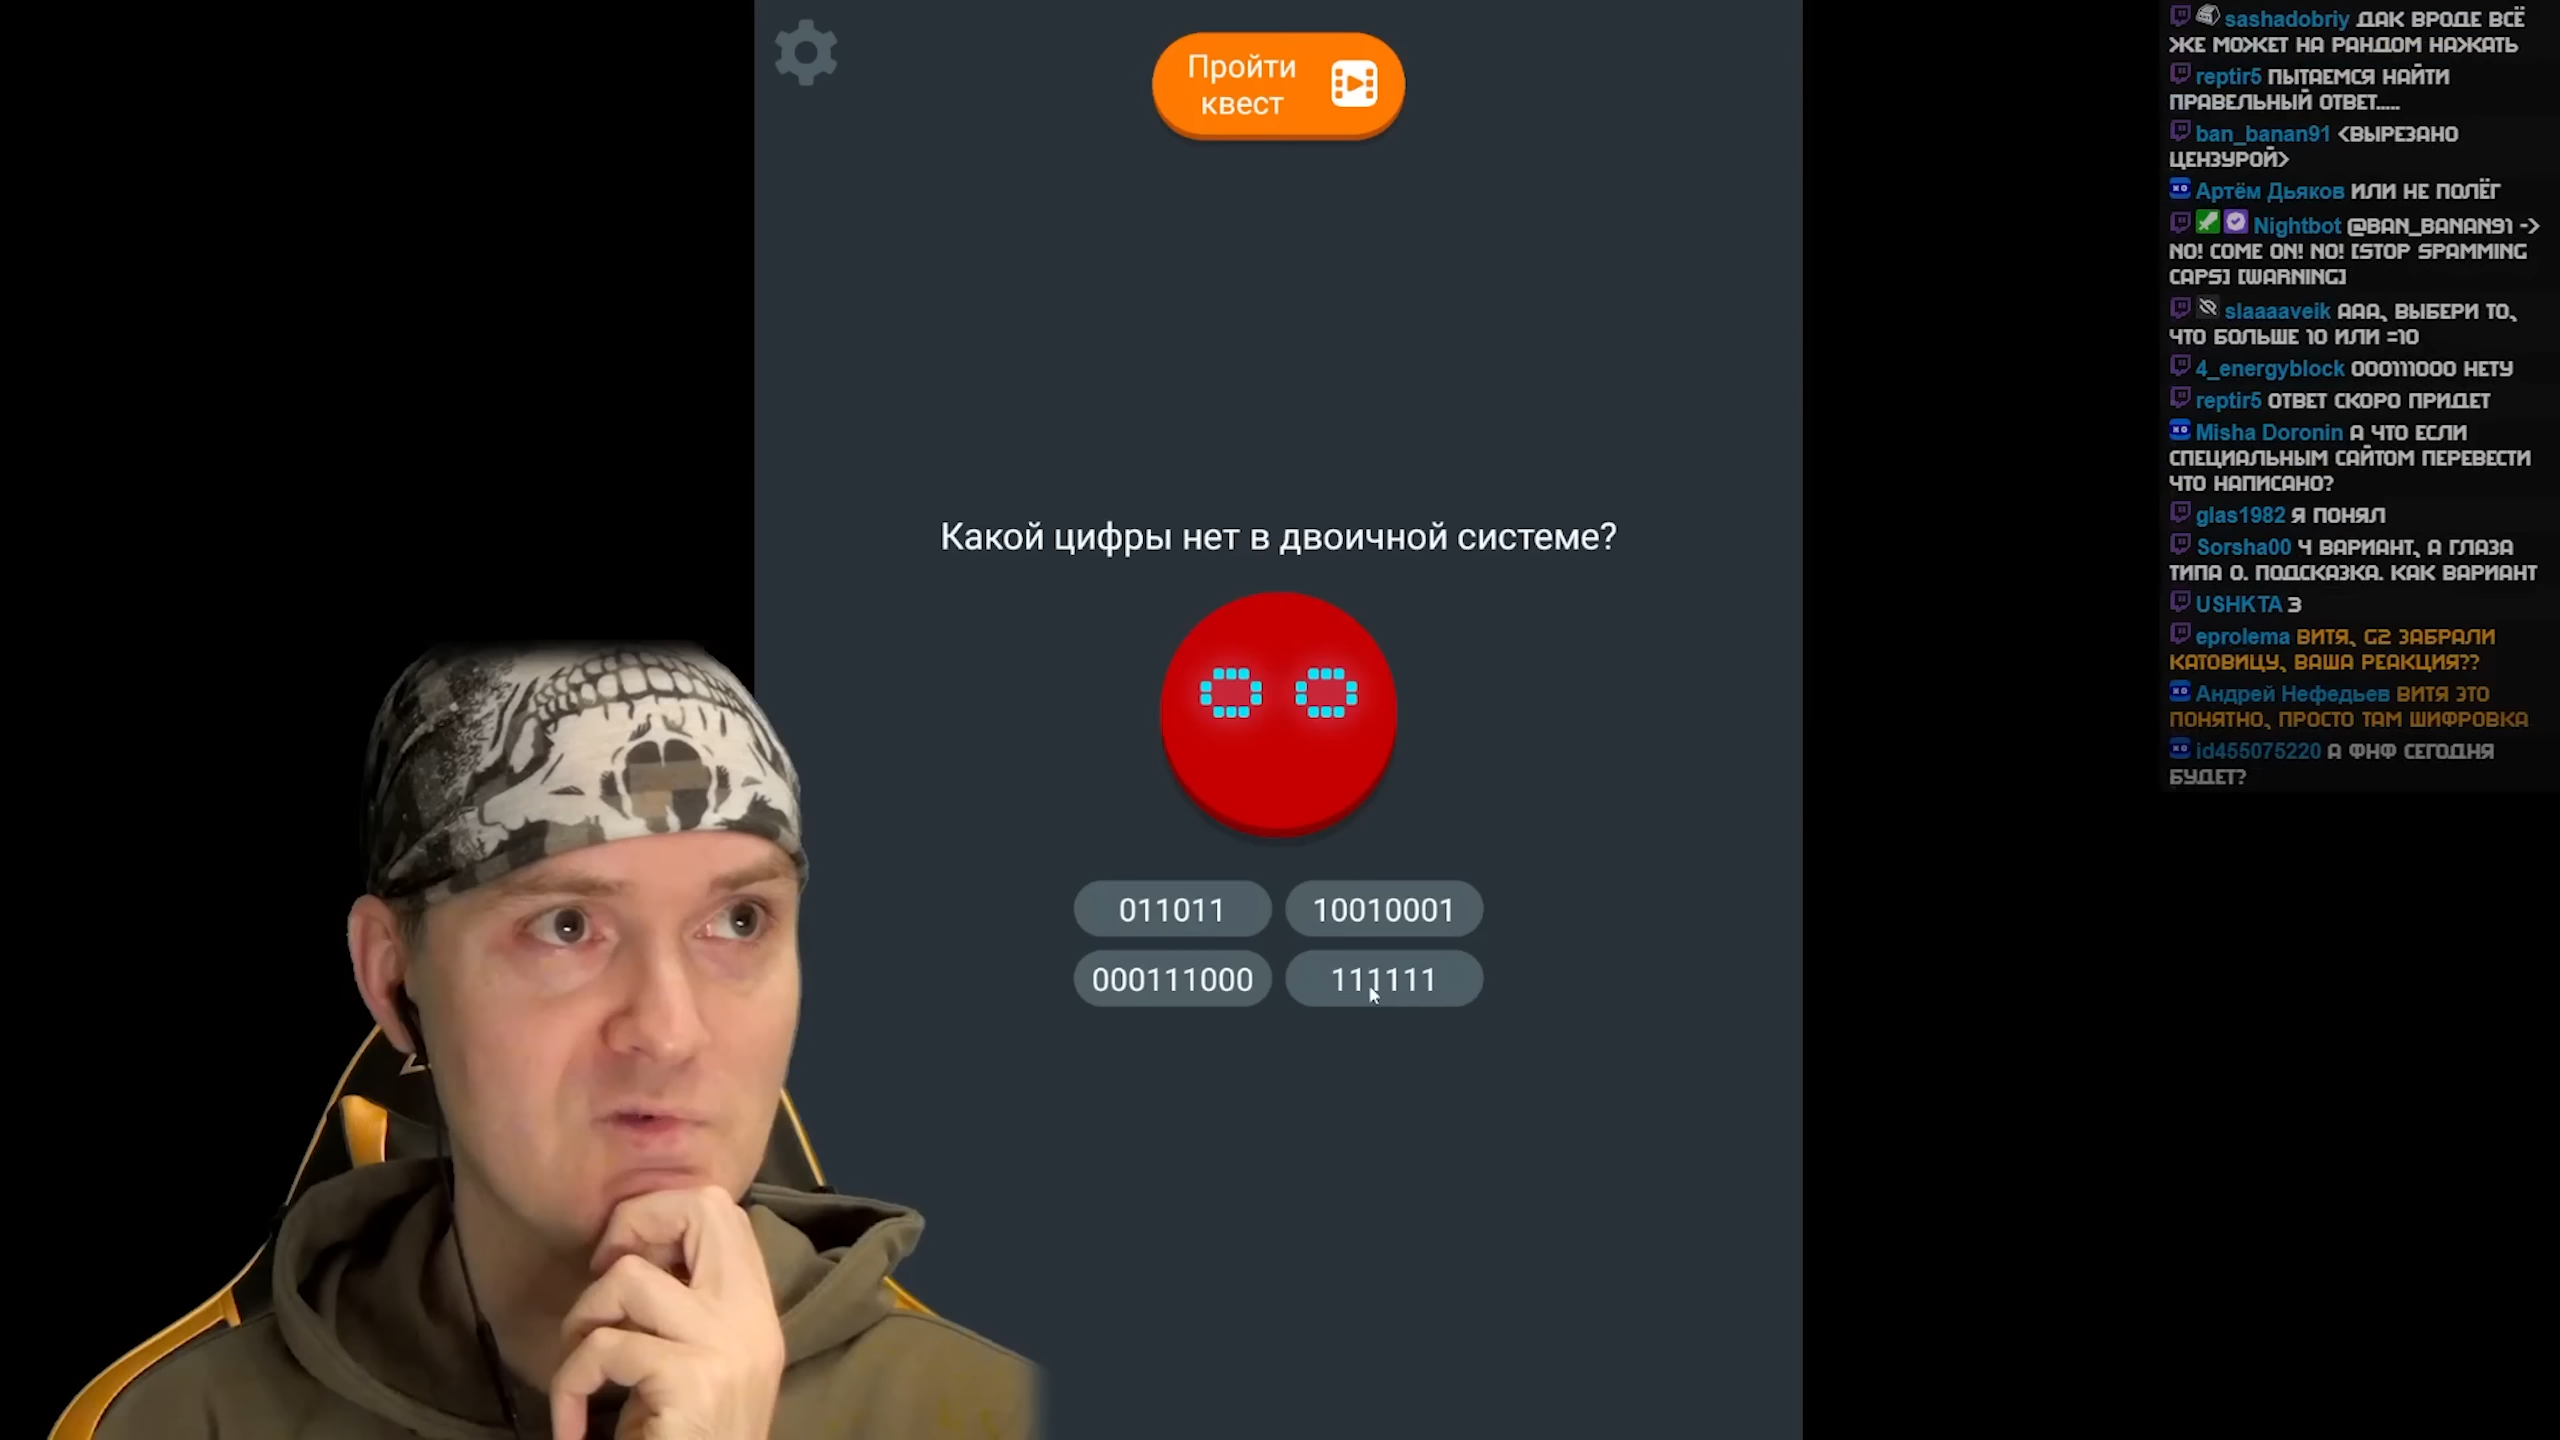 Пройти
квест
Какой цифры нет в двоичной системе?
011011
10010001
000111000
111111
sashadobriy ДАК ВРОДЕ ВСЁ
ЖЕ МОЖЕТ НА РАНДОМ НАЖАТЬ
reptir5 ПЫТАЕМСЯ НАЙТИ
ПРАВЕЛЬНЫЙ ОТВЕТ.....
ban_banan91 <ВЫРЕЗАНО
ЦЕНЗУРОЙ>
Артём Дьяков ИЛИ НЕ ПОЛЁГ
Nightbot @BAN_BANAN91 ->
NO! COME ON! NO! [STOP SPAMMING
CAPS] [WARNING]
slaaaaveik ААА, ВЫБЕРИ ТО,
ЧТО БОЛЬШЕ 10 ИЛИ =10
4_energyblock 000111000 НЕТУ
reptir5 ОТВЕТ СКОРО ПРИДЕТ
Misha Doronin А ЧТО ЕСЛИ
СПЕЦИАЛЬНЫМ САЙТОМ ПЕРЕВЕСТИ
ЧТО НАПИСАНО?
glas1982 Я ПОНЯЛ
Sorsha00 4 ВАРИАНТ, А ГЛАЗА
ТИПА 0. ПОДСКАЗКА. КАК ВАРИАНТ
USHKTA 3
eprolema ВИТЯ, G2 ЗАБРАЛИ
КАТОВИЦУ, ВАША РЕАКЦИЯ??
Андрей Нефедьев ВИТЯ ЭТО
ПОНЯТНО, ПРОСТО ТАМ ШИФРОВКА
id455075220 А ФНФ СЕГОДНЯ
БУДЕТ?